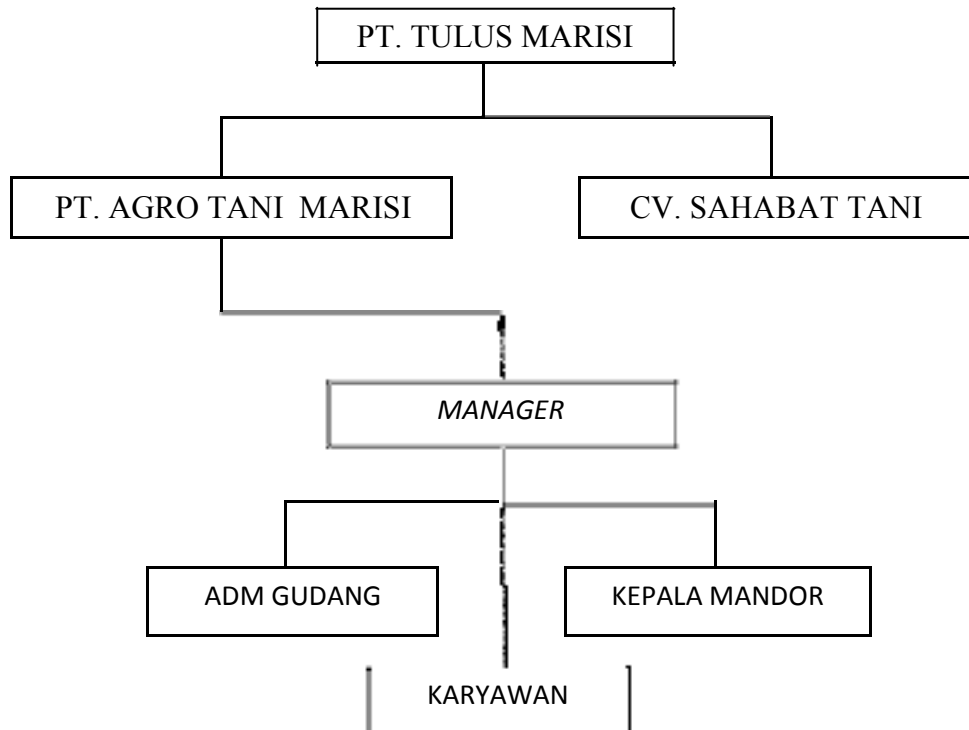 PT. TULUS MARISI
PT. AGRO TANI MARISI
CV. SAHABAT TANI
MANAGER
ADM GUDANG
KEPALA MANDOR
KARYAWAN